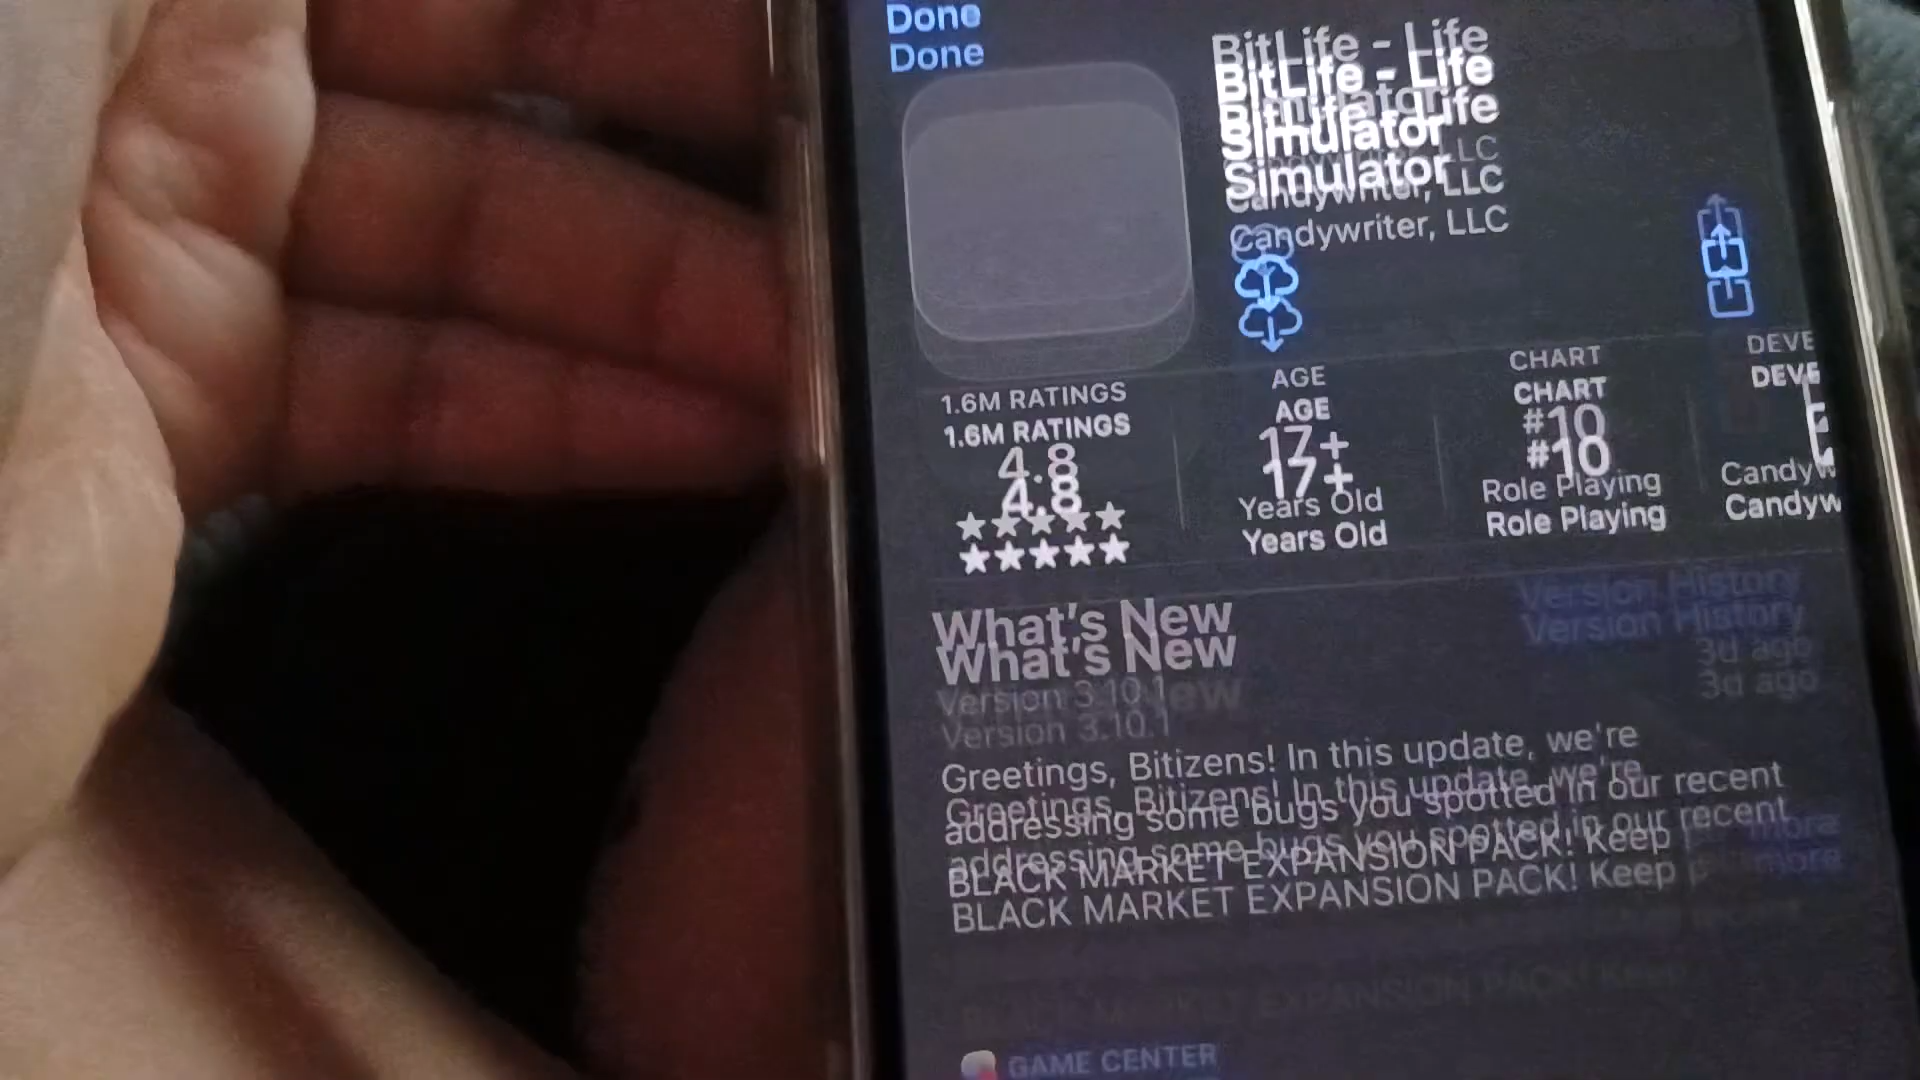 Done
BitLife - Life
Simulator
Candywriter, LLC
1.6M RATINGS
4.8
AGE
17+
Years Old
CHART
#10
Role Playing
DEVE
Candyw
What's New
Version History
Version 3.10.1
3d ago
Greetings, Bitizens! In this update, we're
addressing some bugs you spotted in our recent
BLACK MARKET EXPANSION PACK! Keep
more
GAME CENTER